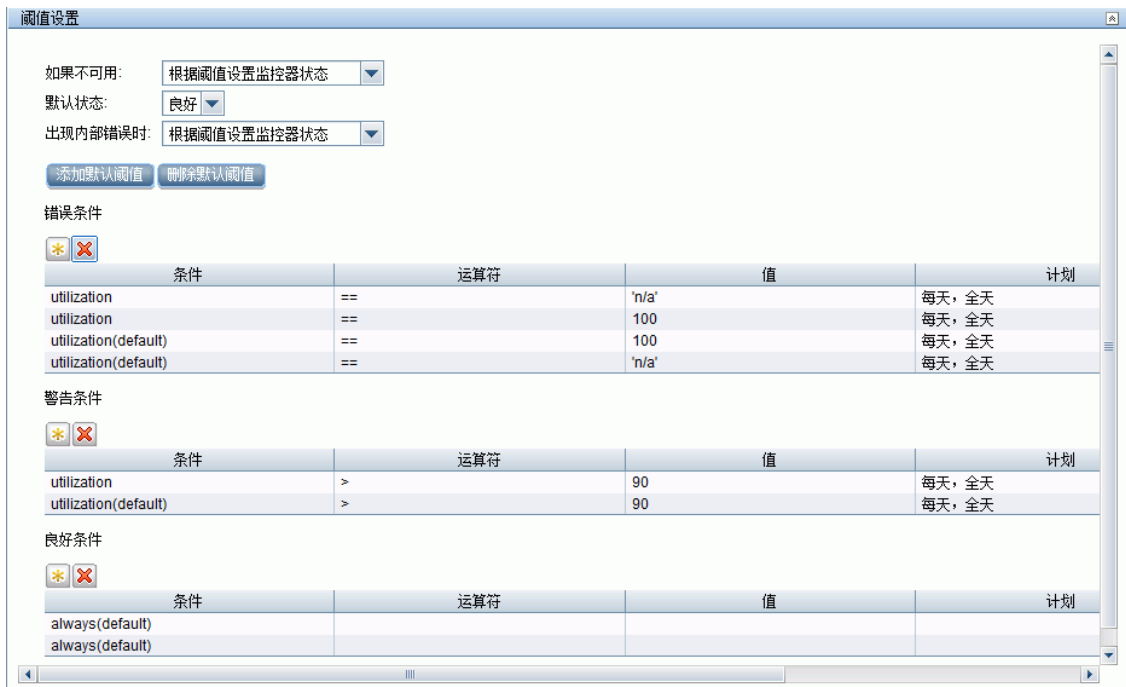 阈值设置
如果不可用: 根据阈值设置监控器状态
默认状态: 良好
出现内部错误时: 根据阈值设置监控器状态
添加默认阈值 删除默认阈值
错误条件
条件 运算符 值 计划
utilization == 'n/a' 每天，全天
utilization == 100 每天，全天
utilization(default) == 100 每天，全天
utilization(default) == 'n/a' 每天，全天
警告条件
条件 运算符 值 计划
utilization > 90 每天，全天
utilization(default) > 90 每天，全天
良好条件
条件 运算符 值 计划
always(default)
always(default)